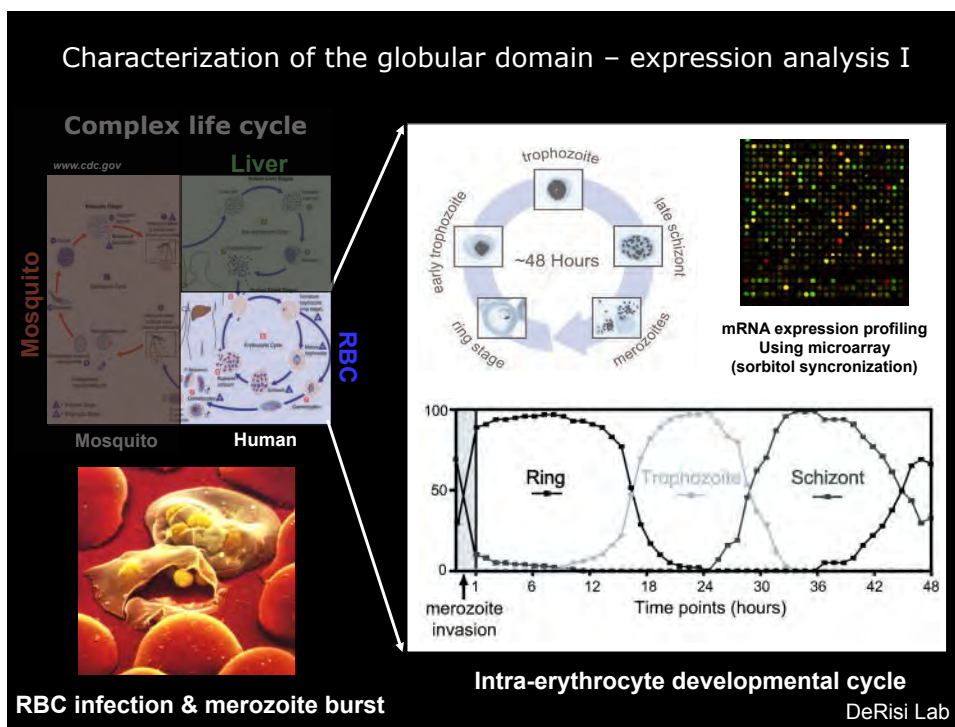 Characterization of the globular domain – expression analysis I
Complex life cycle
www.cdc.gov
Liver
Mosquito
RBC
Mosquito
Human
trophozoite
early trophozoite
late schizont
~48 Hours
ring stage
merozoites
mRNA expression profiling
Using microarray
(sorbitol syncronization)
100
50
0
Ring
Trophozoite
Schizont
1
6
12
18
24
30
36
42
48
merozoite
invasion
Time points (hours)
RBC infection & merozoite burst
Intra-erythrocyte developmental cycle
DeRisi Lab